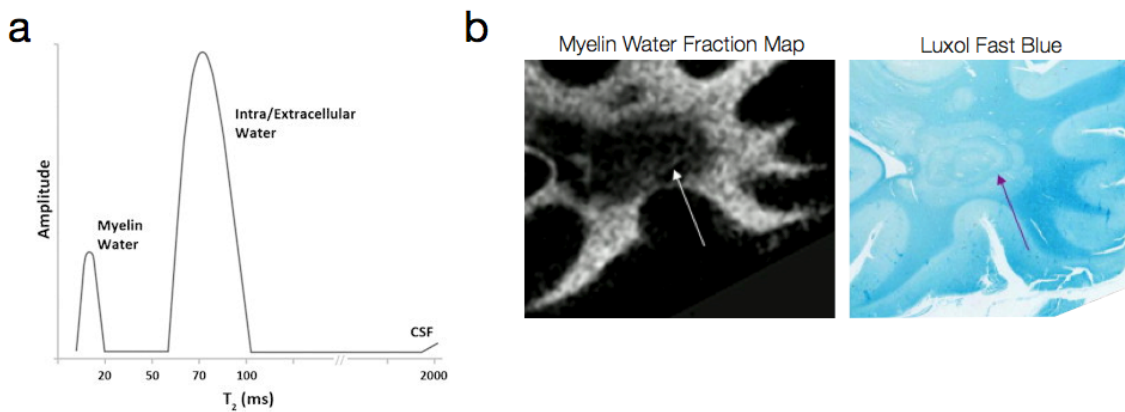 a
Amplitude
Myelin
Water
Intra/Extracellular
Water
CSF
20 50 70 100 2000
T2 (ms)
b
Myelin Water Fraction Map
Luxol Fast Blue